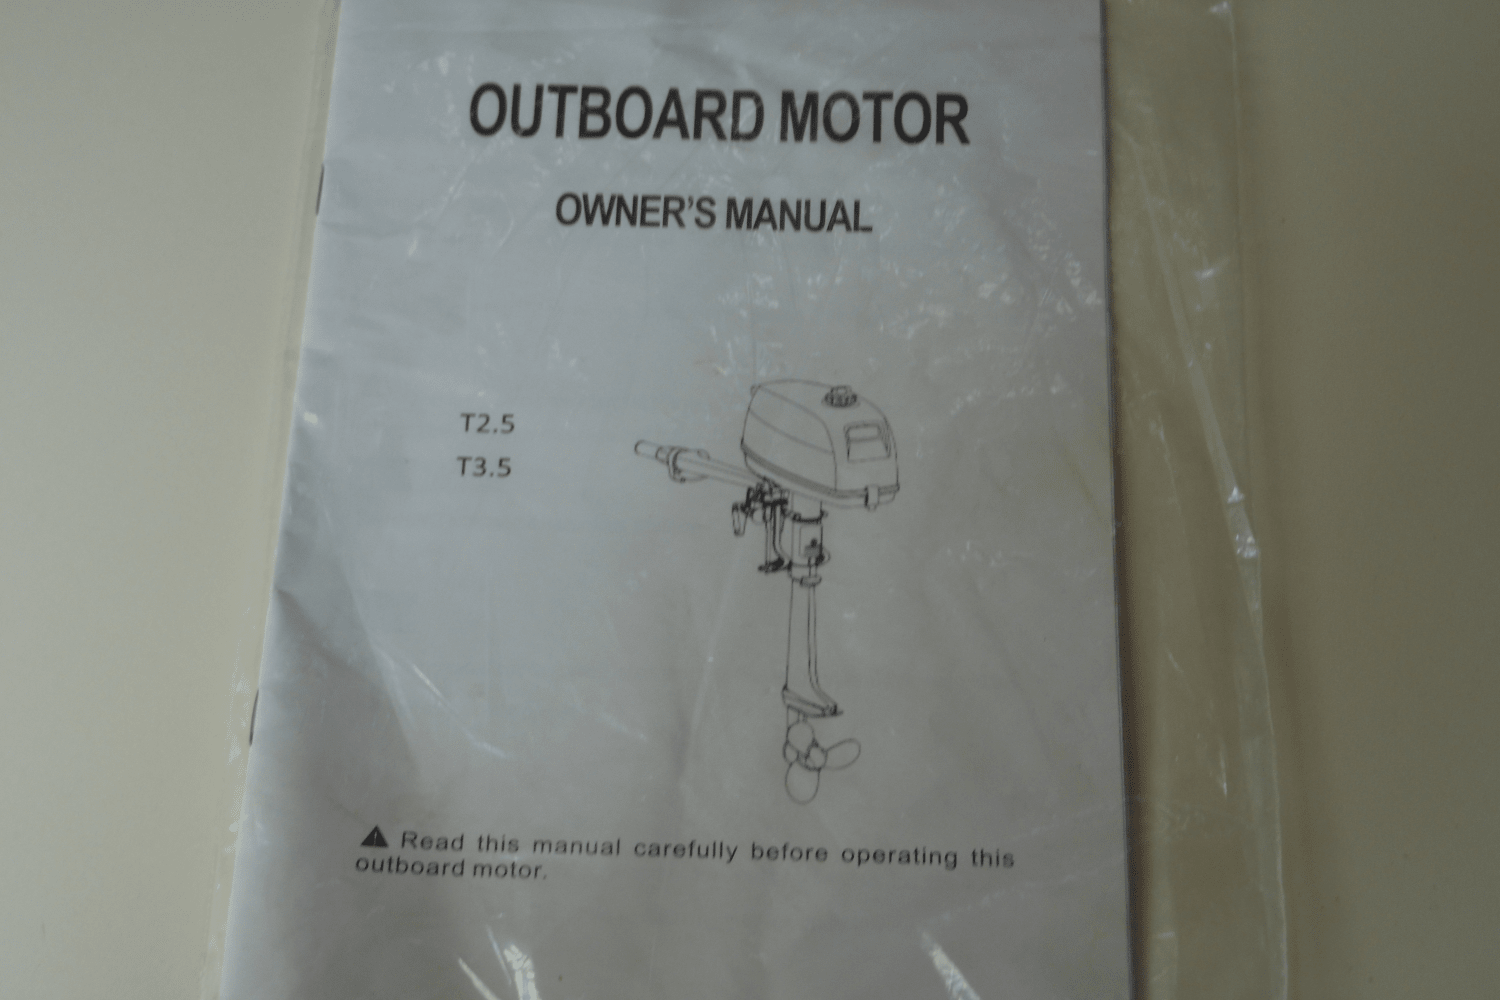 OUTBOARD MOTOR
OWNER'S MANUAL
T2.5
T3.5
Read this manual carefully before operating this
outboard motor.